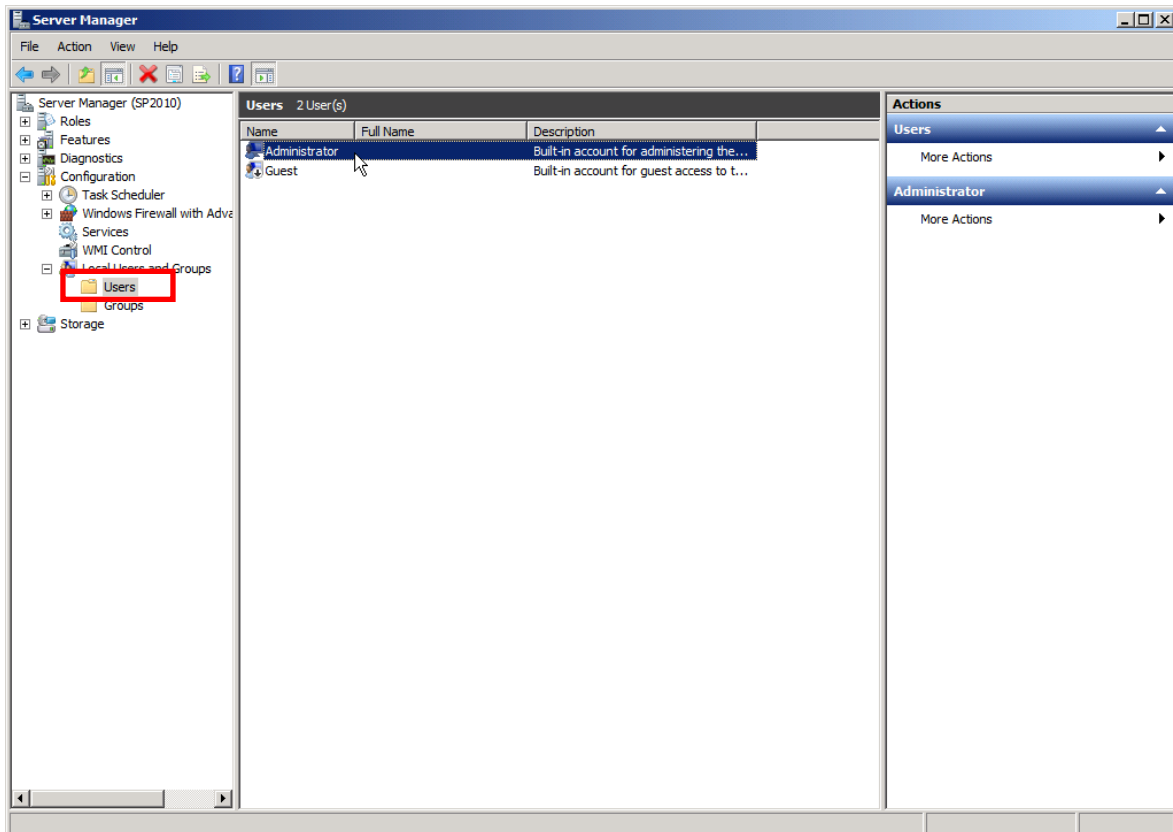 Server Manager
File Action View Help
Server Manager (SP2010)
Roles
Features
Diagnostics
Configuration
Task Scheduler
Windows Firewall with Adva
Services
WMI Control
Local Users and Groups
Users
Groups
Storage
Users 2 User(s)
Name Full Name Description
Administrator Built-in account for administering the...
Guest Built-in account for guest access to t...
Actions
Users
More Actions
Administrator
More Actions